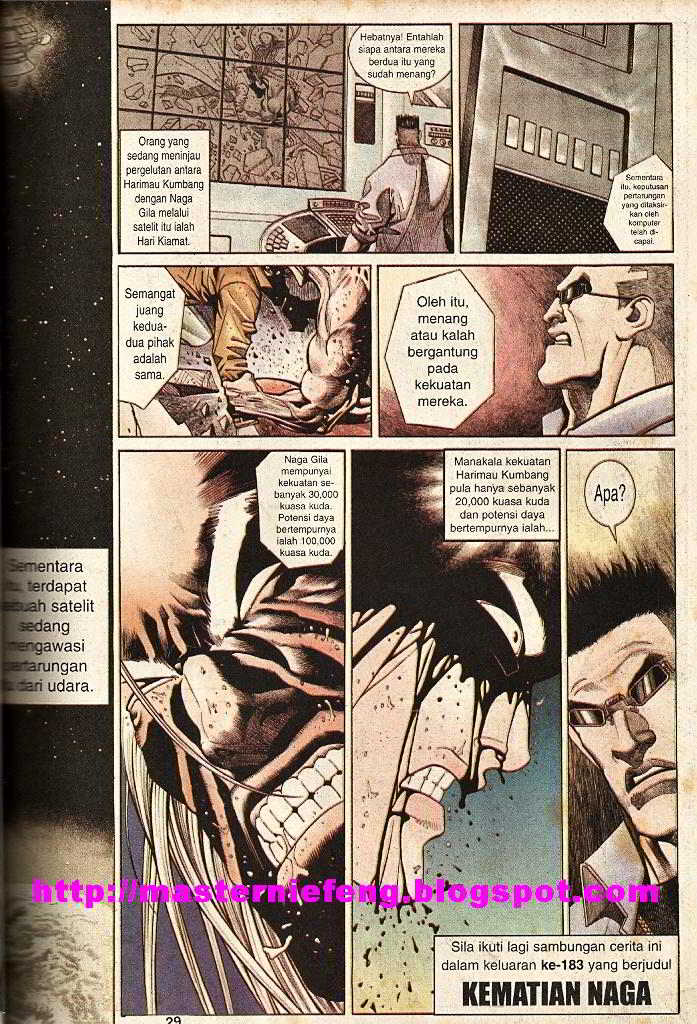 Sementara
itu, terdapat
sebuah satelit
sedang
mengawasi
pertarungan
dari udara.
Orang yang
sedang meninjau
pergelutan antara
Harimau Kumbang
dengan Naga
Gila melalui
satelit itu ialah
Hari Kiamat.
Hebatnya! Entahlah
siapa antara mereka
berdua itu yang
sudah menang?
Sementara
itu, keputusan
pertarungan
yang ditaksir-
kan oleh
komputer
telah di-
capai.
Semangat
juang
kedua-
dua pihak
adalah
sama.
Oleh itu,
menang
atau kalah
bergantung
pada
kekuatan
mereka.
Naga Gila
mempunyai
kekuatan se-
banyak 30,000
kuasa kuda.
Potensi daya
bertempurnya
ialah 100,000
kuasa kuda.
Manakala kekuatan
Harimau Kumbang
pula hanya sebanyak
20,000 kuasa kuda
dan potensi daya
bertempurnya ialah...
Apa?
http://masterniefeng.blogspot.com
Sila ikuti lagi sambungan cerita ini
dalam keluaran ke-183 yang berjudul
KEMATIAN NAGA
29